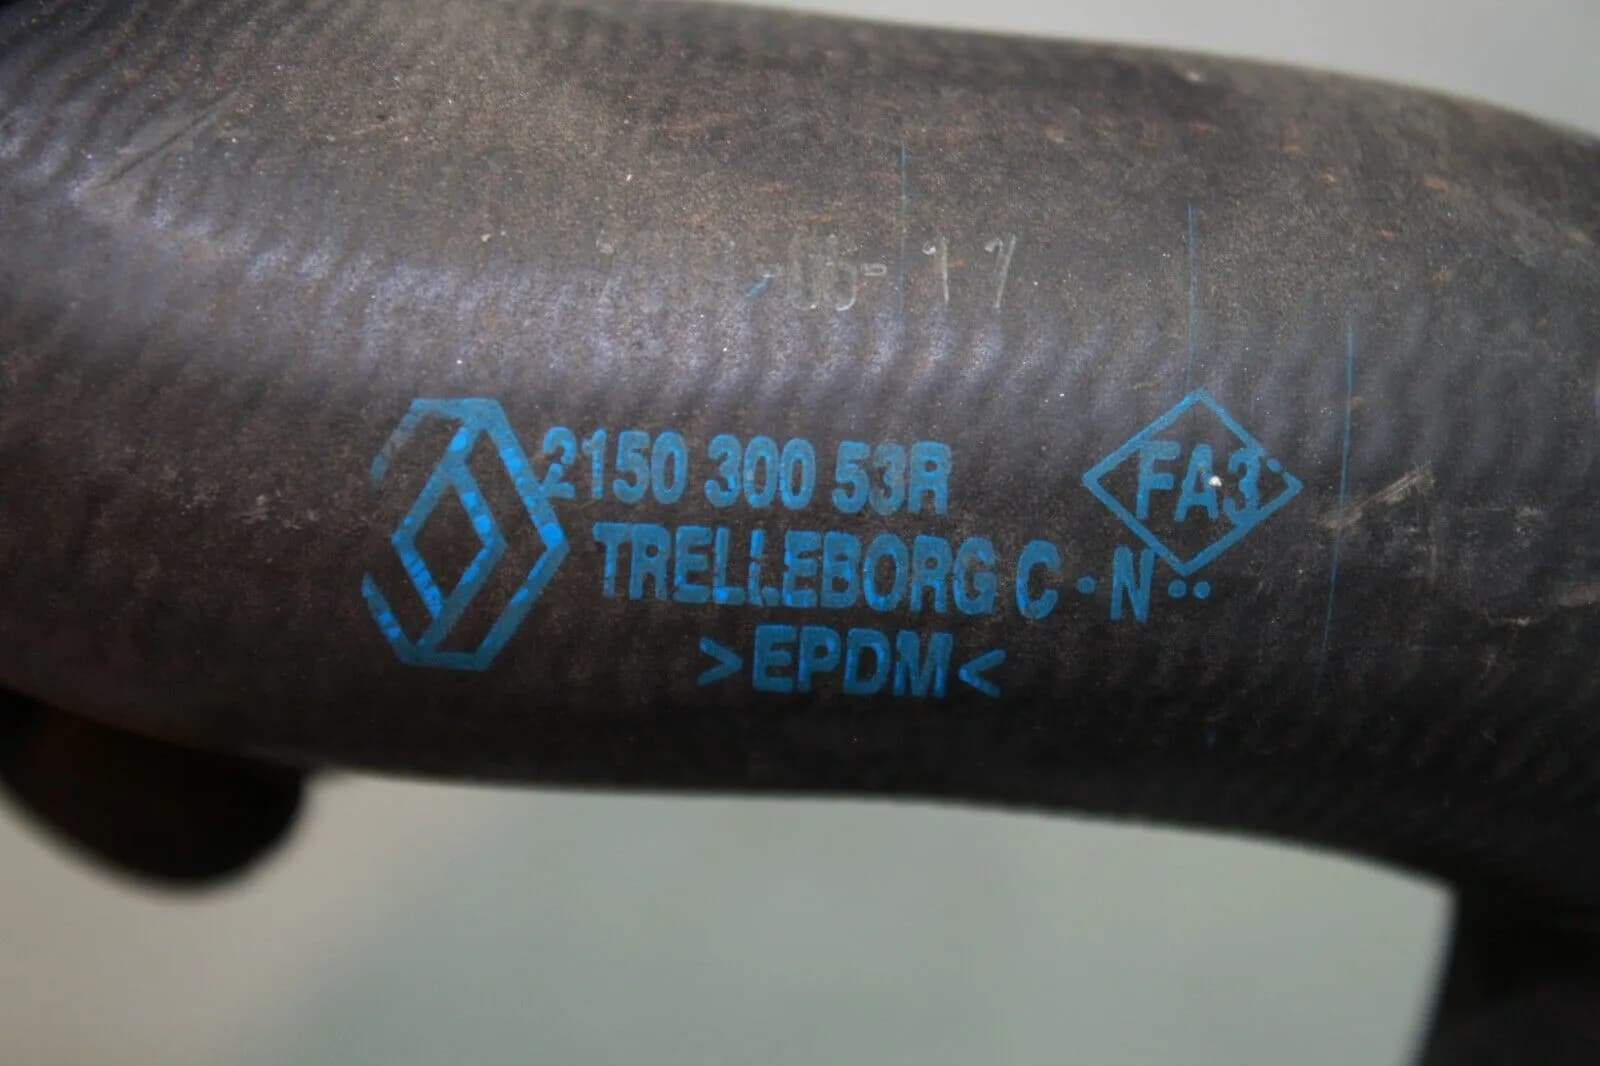 2150 300 53R
FA3
TRELLEBORG C · N
>EPDM<